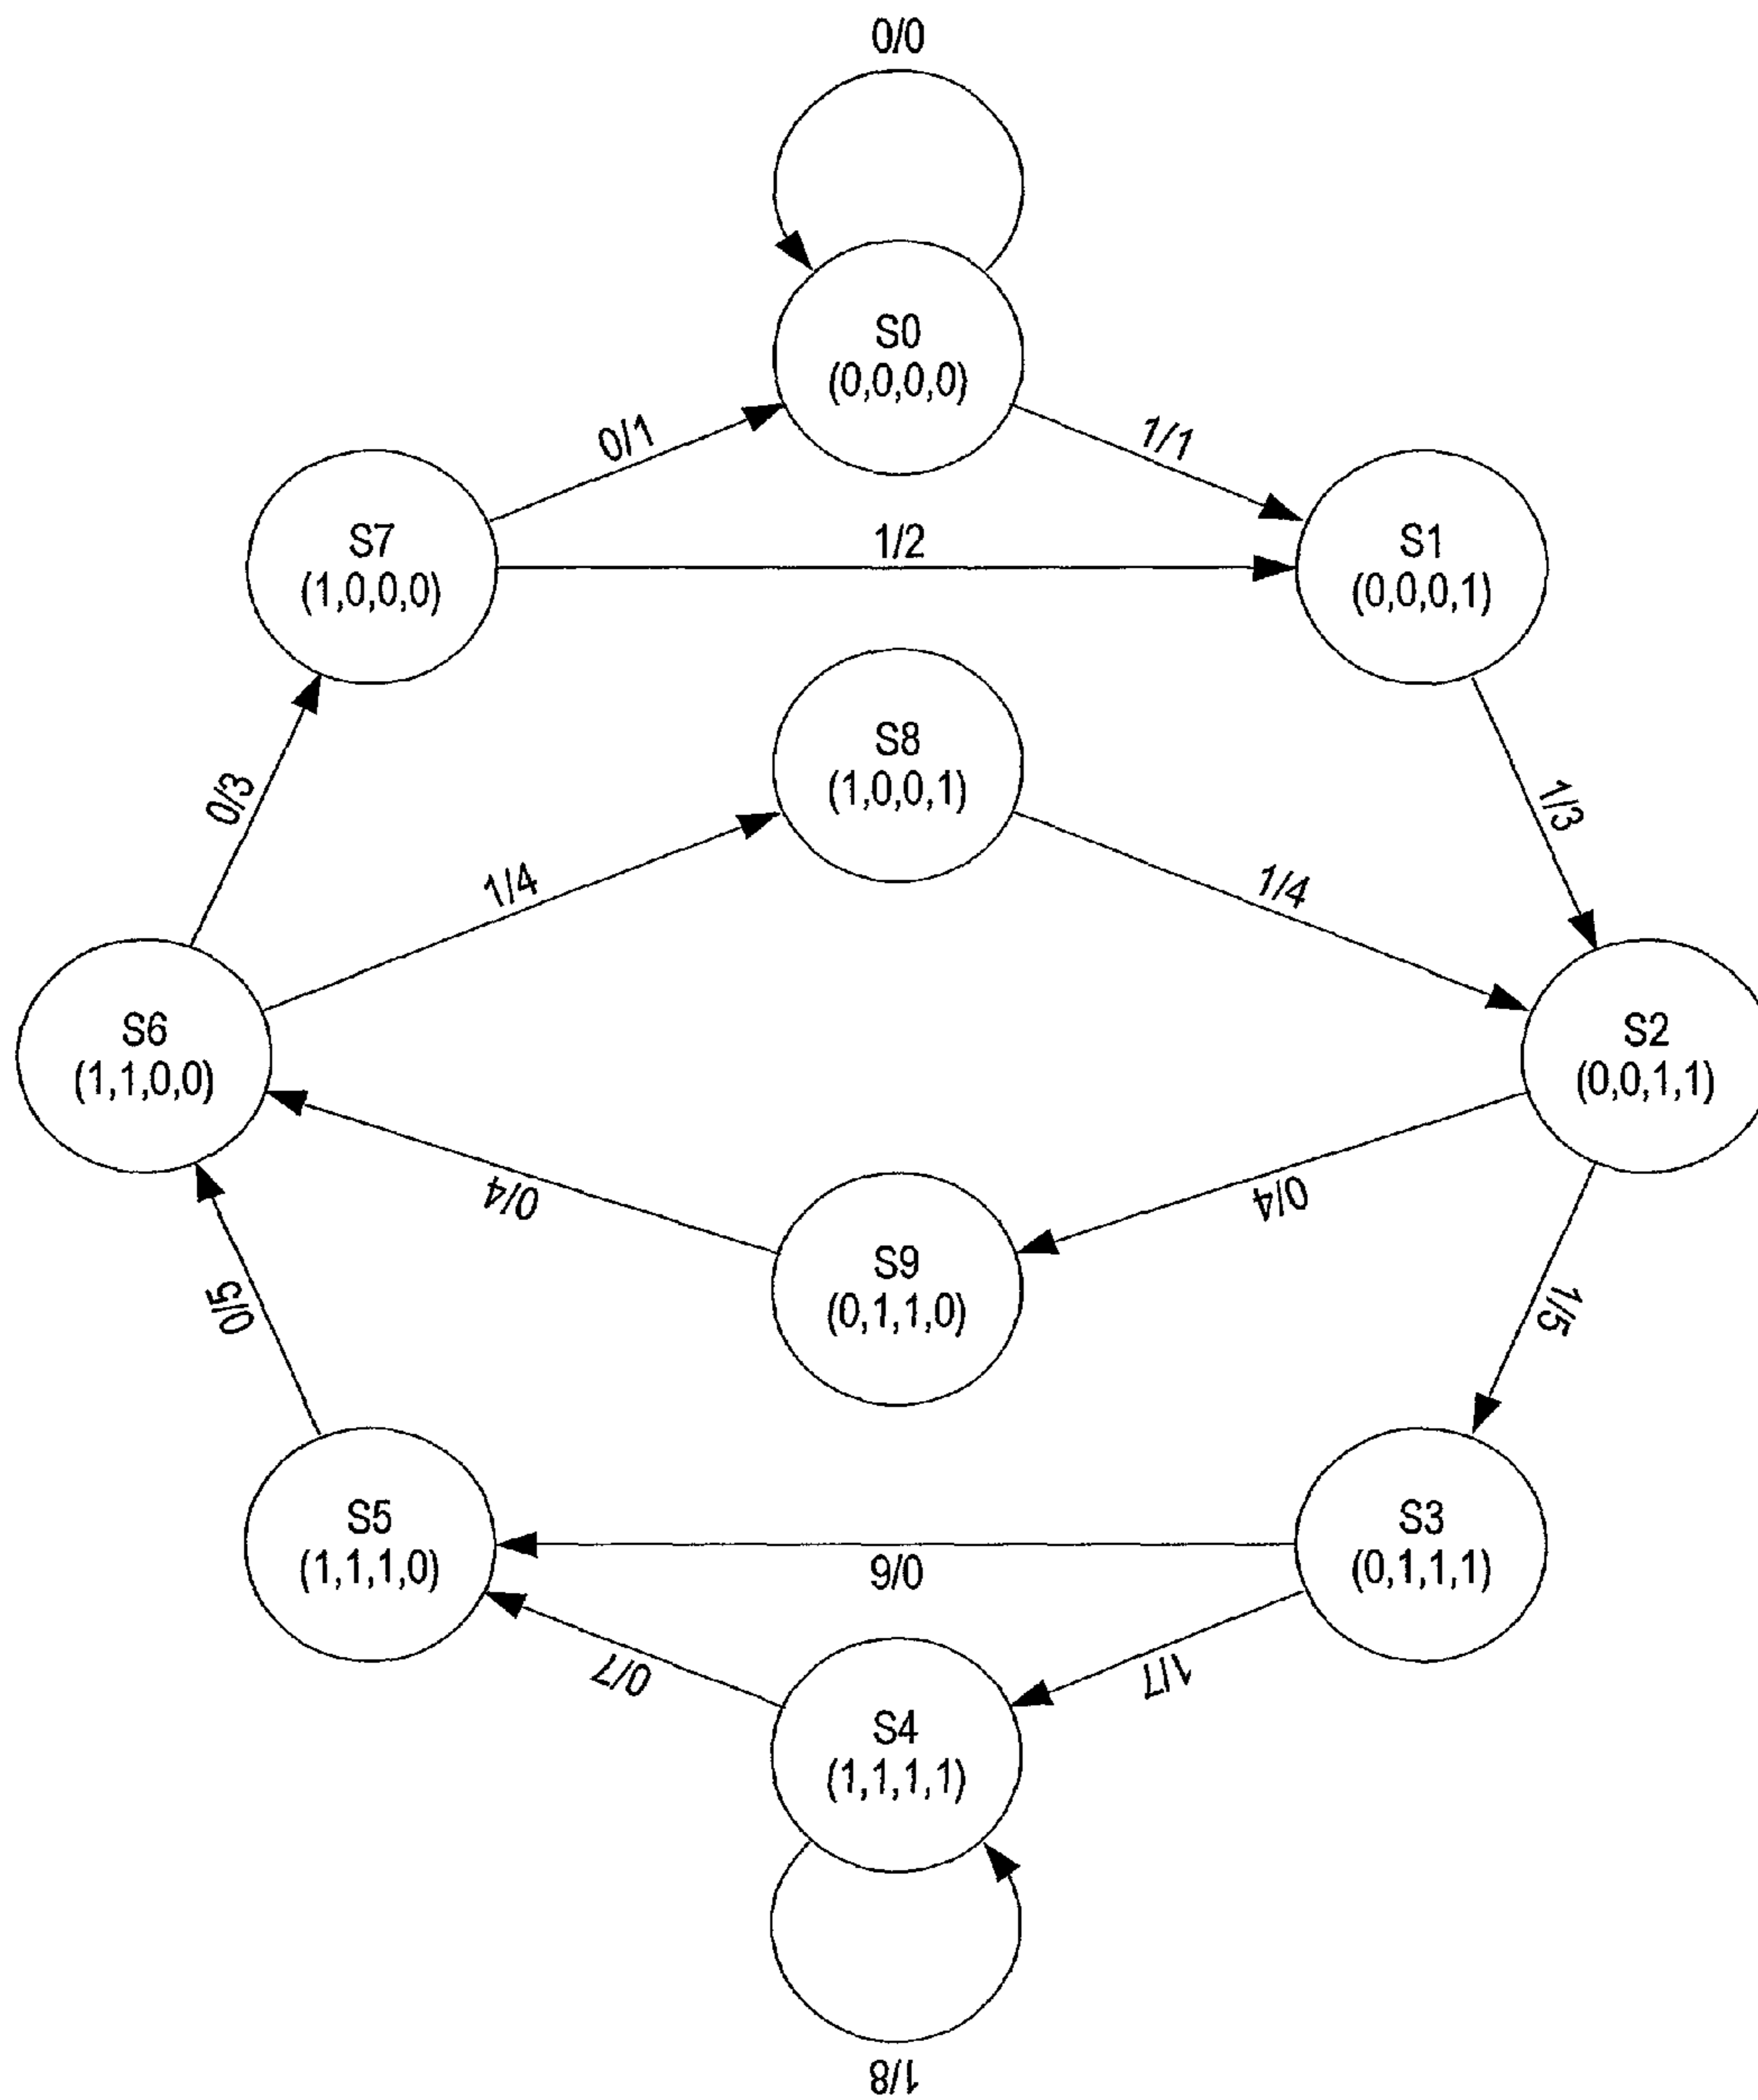 0/0
S0
(0,0,0,0)
0/1
1/1
S7
(1,0,0,0)
1/2
S1
(0,0,0,1)
S8
(1,0,0,1)
0/3
1/3
1/4
1/4
S6
(1,1,0,0)
S2
(0,0,1,1)
0/4
0/4
S9
(0,1,1,0)
0/5
1/5
S5
(1,1,1,0)
0/6
S3
(0,1,1,1)
0/7
1/7
S4
(1,1,1,1)
1/8